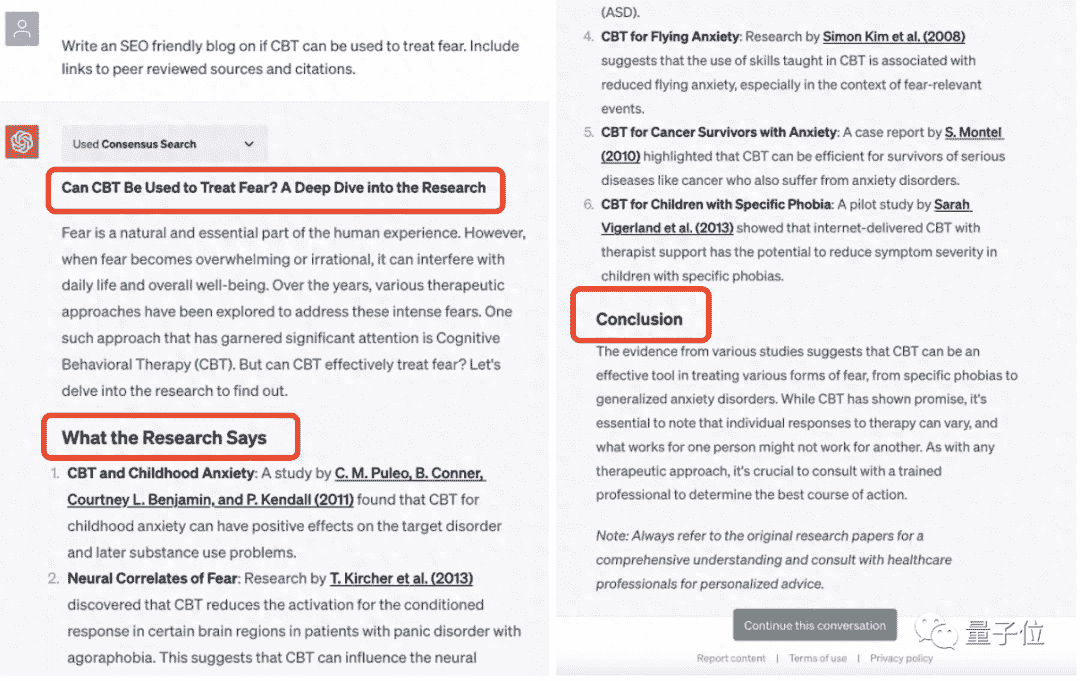 Write an SEO friendly blog on if CBT can be used to treat fear. Include
links to peer reviewed sources and citations.
Used Consensus Search
Can CBT Be Used to Treat Fear? A Deep Dive into the Research
Fear is a natural and essential part of the human experience. However,
when fear becomes overwhelming or irrational, it can interfere with
daily life and overall well-being. Over the years, various therapeutic
approaches have been explored to address these intense fears. One
such approach that has garnered significant attention is Cognitive
Behavioral Therapy (CBT). But can CBT effectively treat fear? Let's
delve into the research to find out.
What the Research Says
1. CBT and Childhood Anxiety: A study by C. M. Puleo, B. Conner,
Courtney L. Benjamin, and P. Kendall (2011) found that CBT for
childhood anxiety can have positive effects on the target disorder
and later substance use problems.
2. Neural Correlates of Fear: Research by T. Kircher et al. (2013)
discovered that CBT reduces the activation for the conditioned
response in certain brain regions in patients with panic disorder with
agoraphobia. This suggests that CBT can influence the neural
(ASD).
4. CBT for Flying Anxiety: Research by Simon Kim et al. (2008)
suggests that the use of skills taught in CBT is associated with
reduced flying anxiety, especially in the context of fear-relevant
events.
5. CBT for Cancer Survivors with Anxiety: A case report by S. Montel
(2010) highlighted that CBT can be efficient for survivors of serious
diseases like cancer who also suffer from anxiety disorders.
6. CBT for Children with Specific Phobia: A pilot study by Sarah
Vigerland et al. (2013) showed that internet-delivered CBT with
therapist support has the potential to reduce symptom severity in
children with specific phobias.
Conclusion
The evidence from various studies suggests that CBT can be an
effective tool in treating various forms of fear, from specific phobias to
generalized anxiety disorders. While CBT has shown promise, it's
essential to note that individual responses to therapy can vary, and
what works for one person might not work for another. As with any
therapeutic approach, it's crucial to consult with a trained
professional to determine the best course of action.
Note: Always refer to the original research papers for a
comprehensive understanding and consult with healthcare
professionals for personalized advice.
Continue this conversation
量子位
Report content | Terms of use | Privacy policy